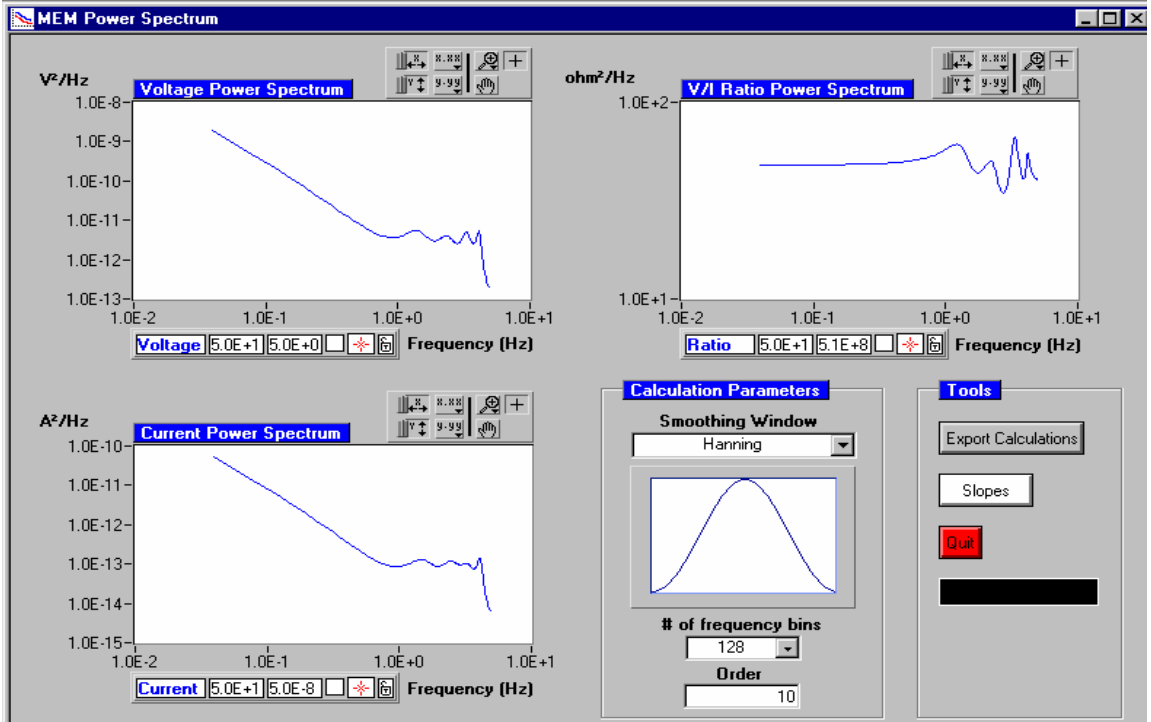 MEM Power Spectrum
V²/Hz
Voltage Power Spectrum
X
X.XX
Y
Y.YY
1.0E-8
1.0E-9
1.0E-10
1.0E-11
1.0E-12
1.0E-13
1.0E-2 1.0E-1 1.0E+0 1.0E+1
Voltage 5.0E+1 5.0E+0 Frequency (Hz)
ohm²/Hz
V/I Ratio Power Spectrum
X
X.XX
Y
Y.YY
1.0E+2
1.0E+1
1.0E-2 1.0E-1 1.0E+0 1.0E+1
Ratio 5.0E+1 5.1E+8 Frequency (Hz)
A²/Hz
Current Power Spectrum
X
X.XX
Y
Y.YY
1.0E-10
1.0E-11
1.0E-12
1.0E-13
1.0E-14
1.0E-15
1.0E-2 1.0E-1 1.0E+0 1.0E+1
Current 5.0E+1 5.0E-8 Frequency (Hz)
Calculation Parameters
Smoothing Window
Hanning
# of frequency bins
128
Order
10
Tools
Export Calculations
Slopes
Quit